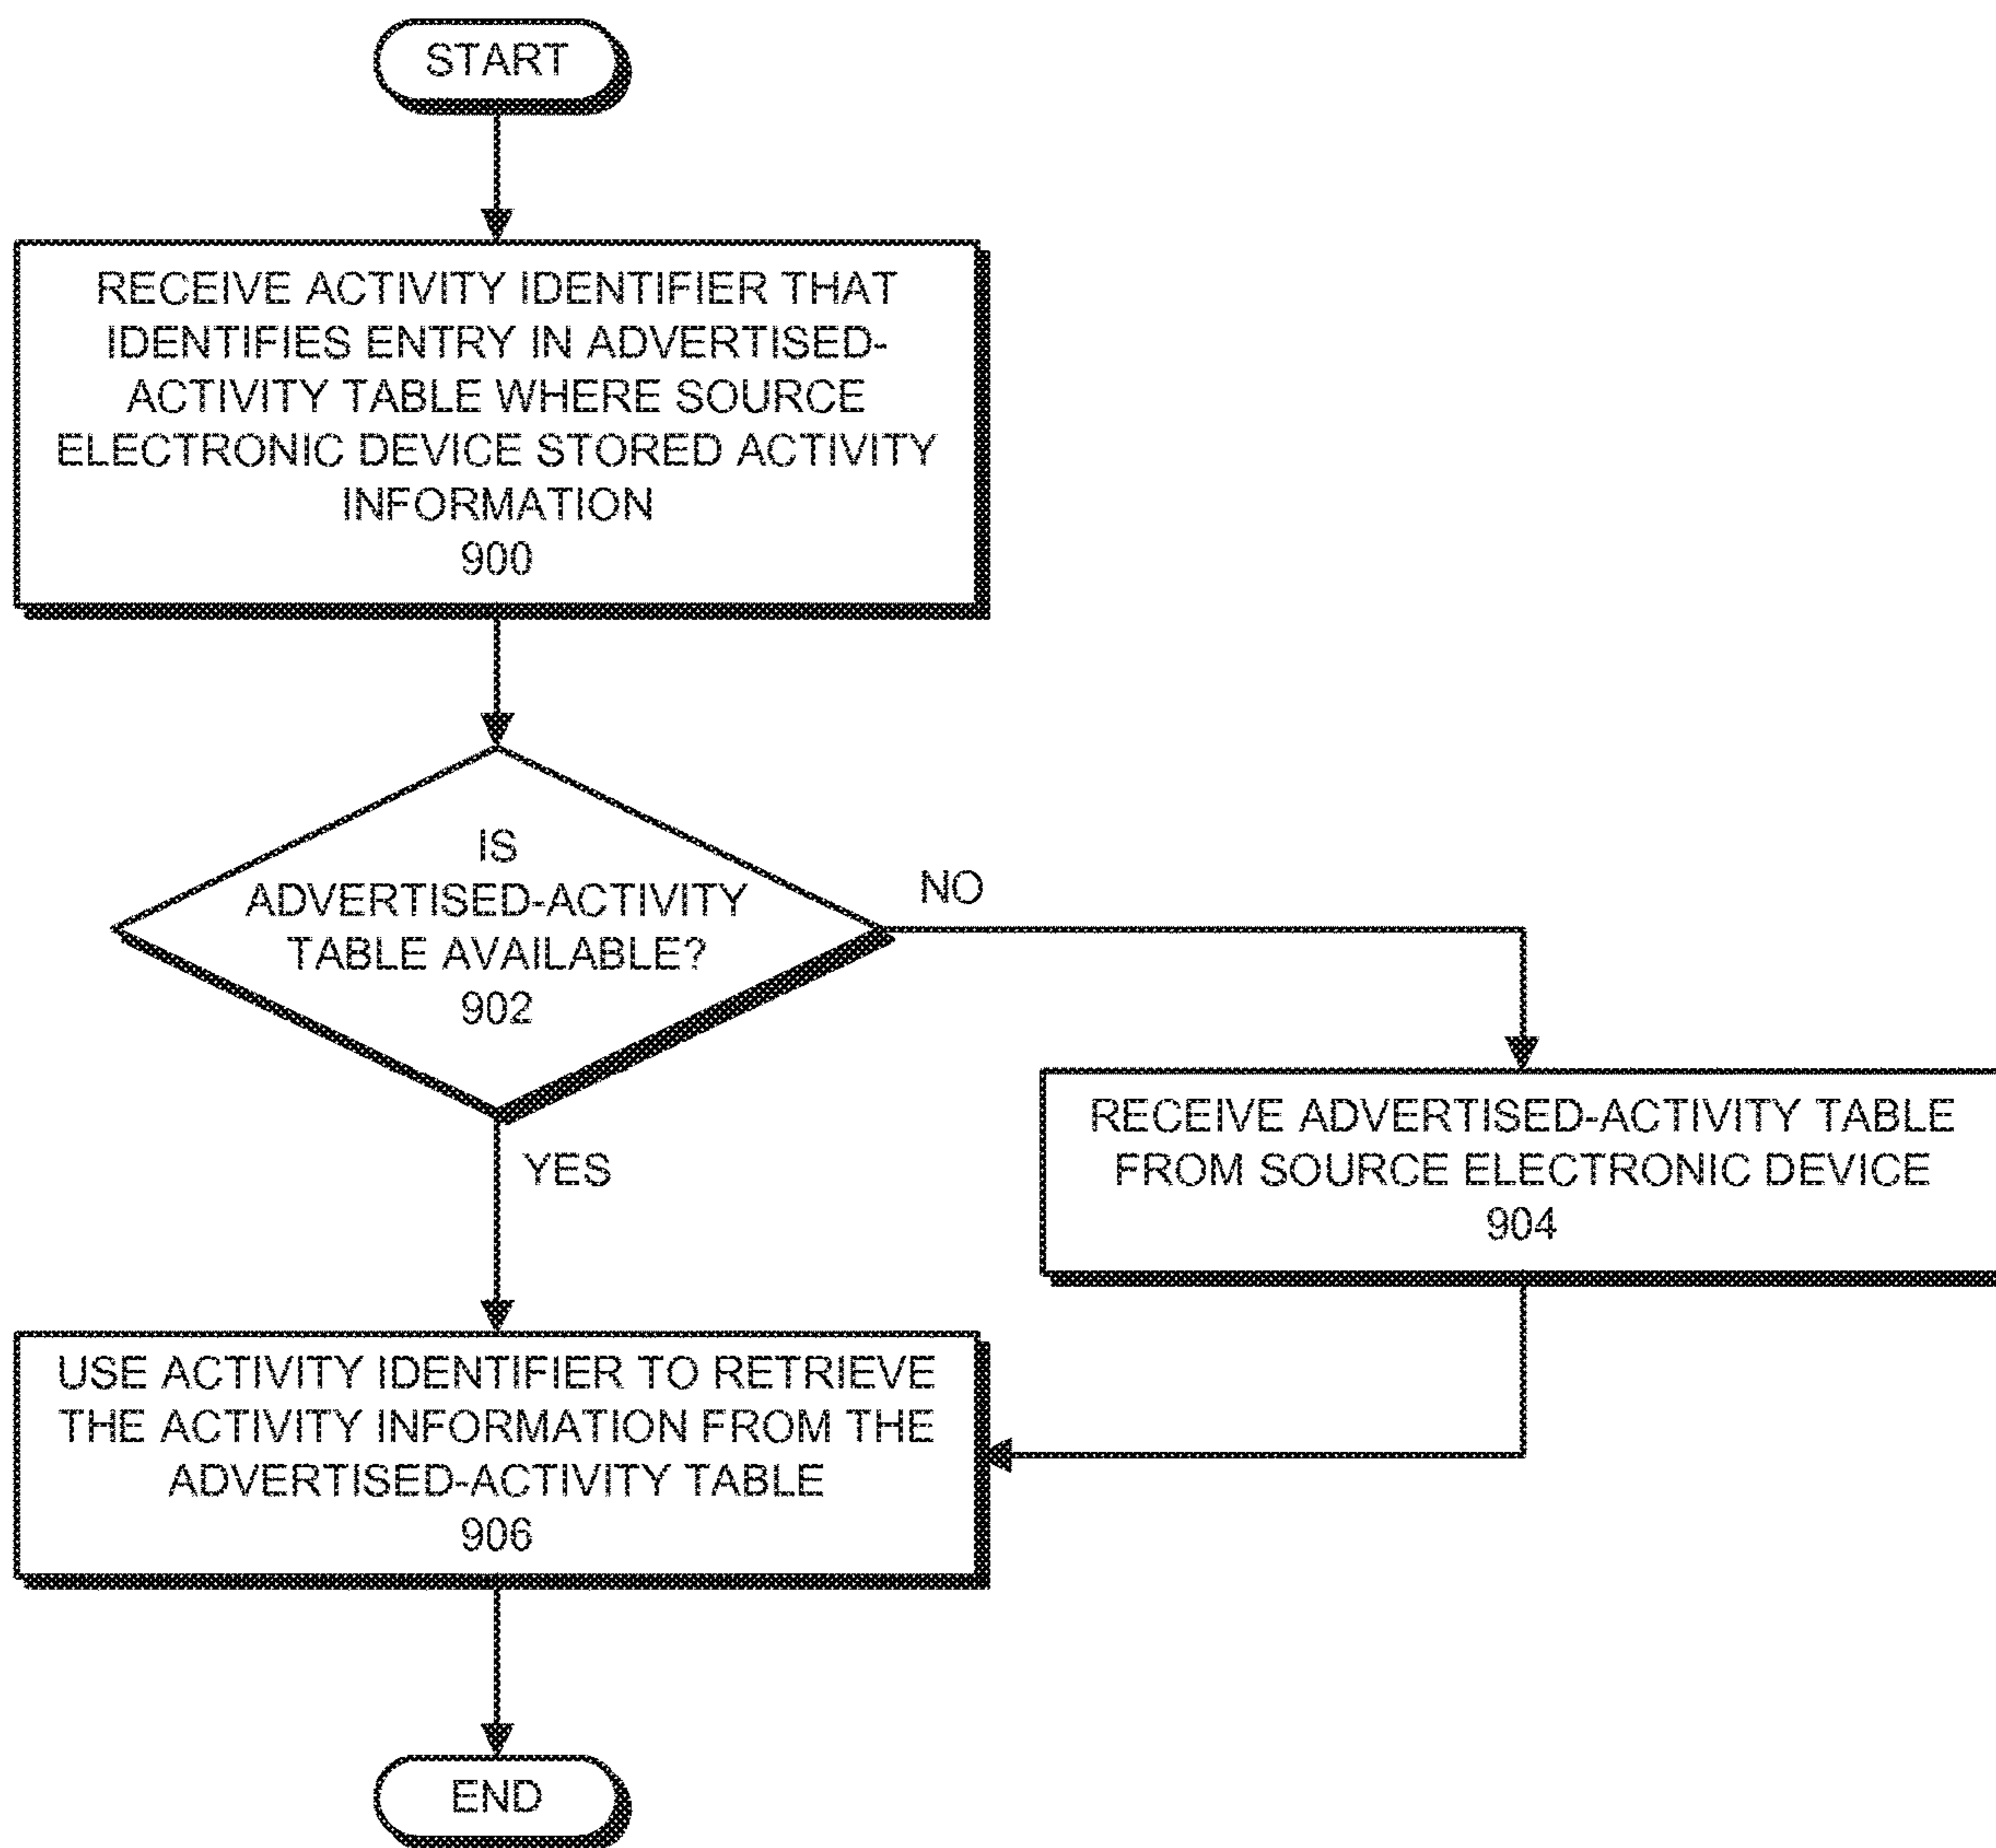 START
RECEIVE ACTIVITY IDENTIFIER THAT
IDENTIFIES ENTRY IN ADVERTISED-
ACTIVITY TABLE WHERE SOURCE
ELECTRONIC DEVICE STORED ACTIVITY
INFORMATION
900
IS
ADVERTISED-ACTIVITY
TABLE AVAILABLE?
902
NO
YES
RECEIVE ADVERTISED-ACTIVITY TABLE
FROM SOURCE ELECTRONIC DEVICE
904
USE ACTIVITY IDENTIFIER TO RETRIEVE
THE ACTIVITY INFORMATION FROM THE
ADVERTISED-ACTIVITY TABLE
906
END